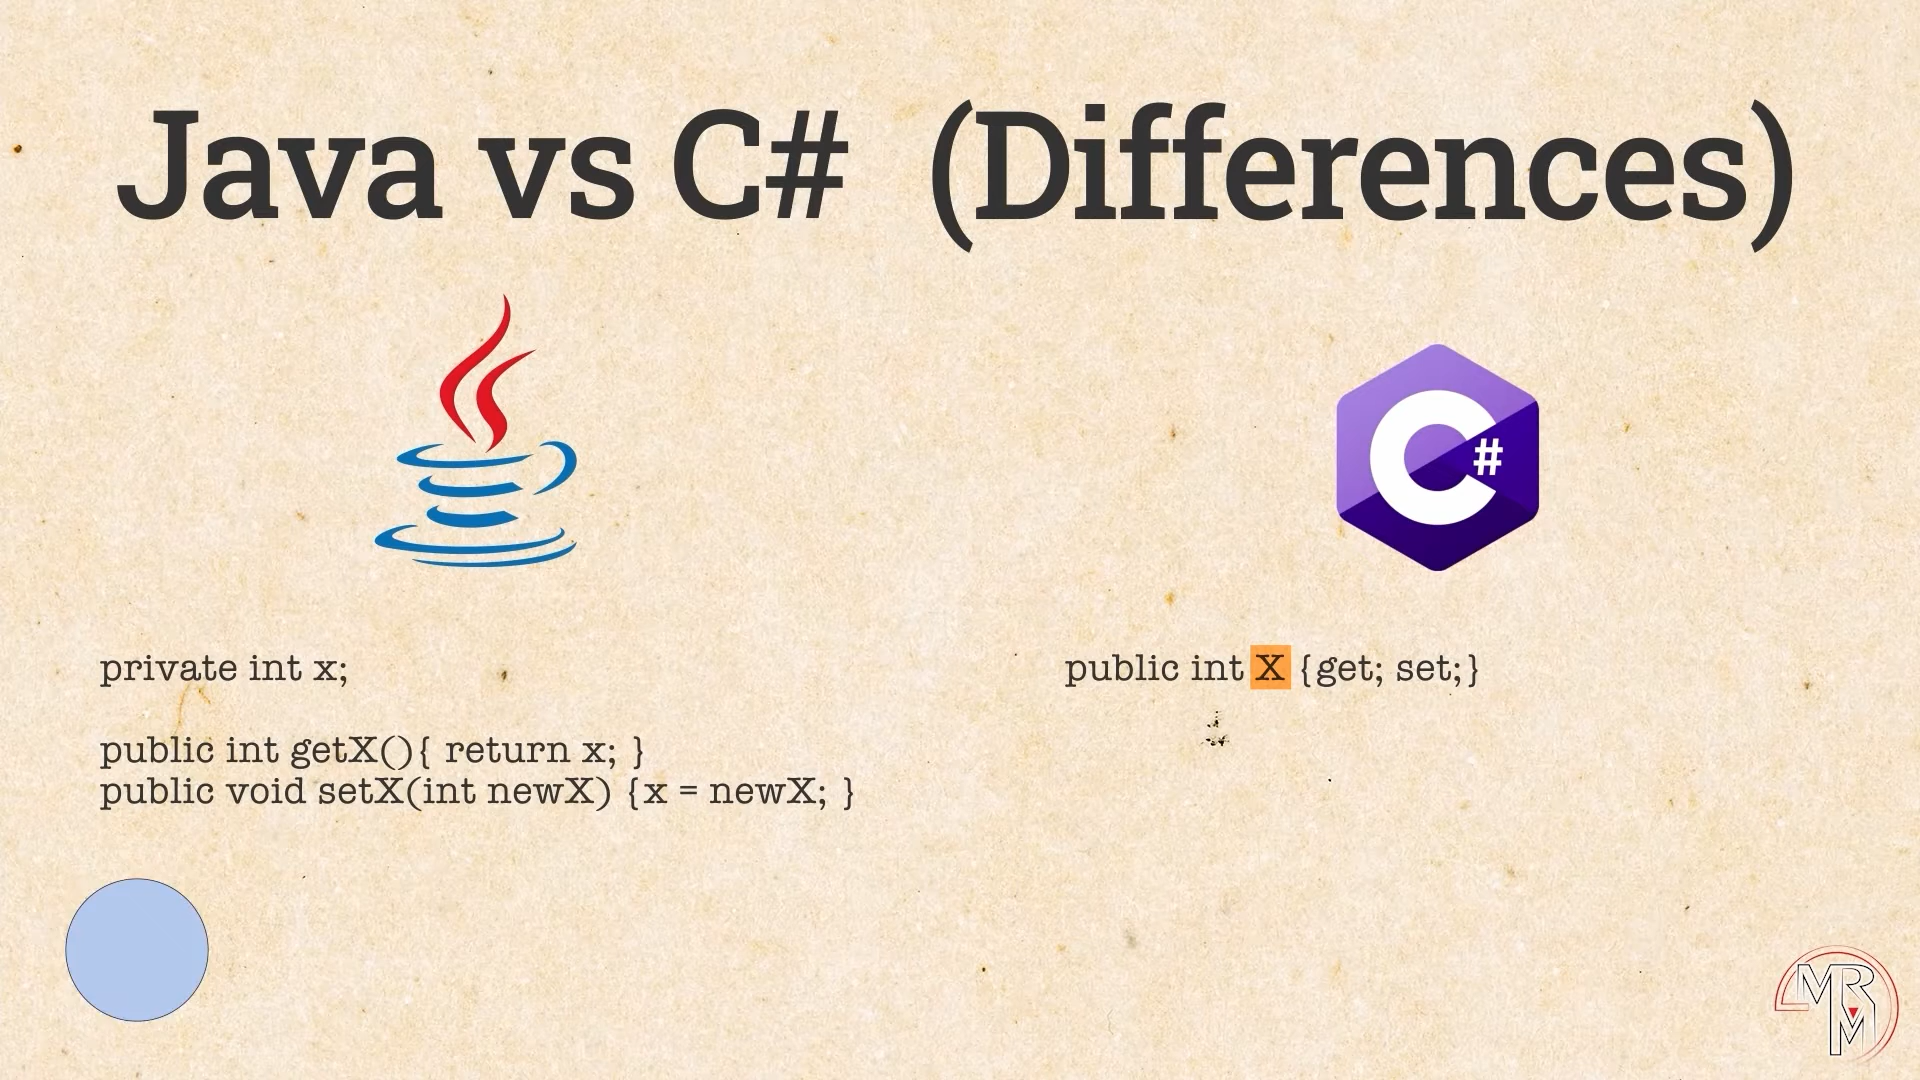 Java vs C# (Differences)
C#
private int x;
public int getX(){ return x; }
public void setX(int newX) {x = newX; }
public int X {get; set;}
MRM